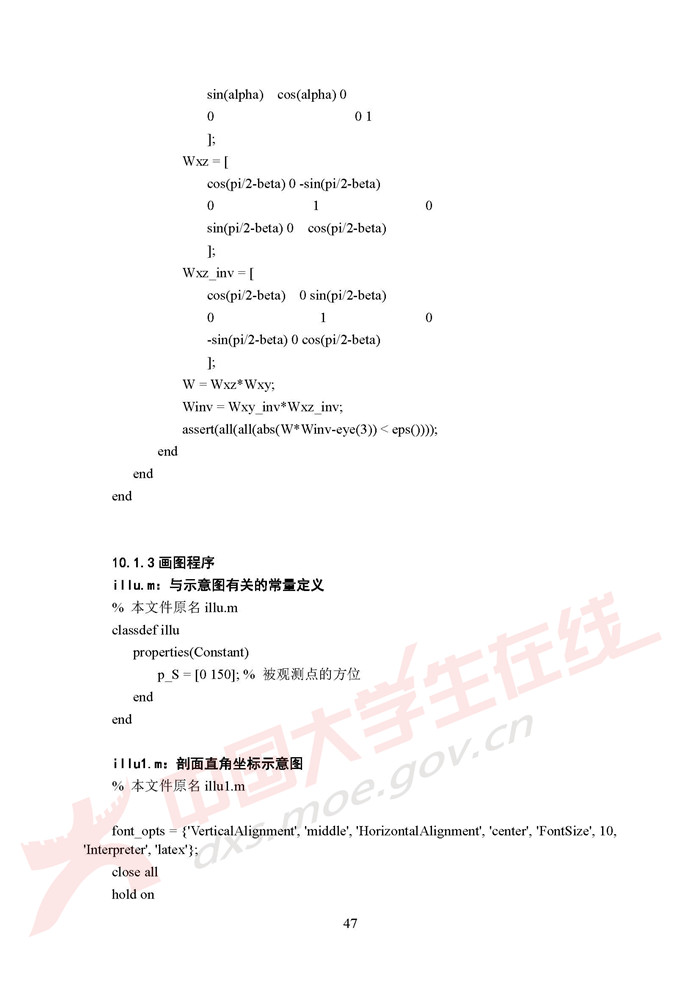 sin(alpha) cos(alpha) 0
0 0 1
];
Wxz = [
cos(pi/2-beta) 0 -sin(pi/2-beta)
0 1 0
sin(pi/2-beta) 0 cos(pi/2-beta)
];
Wxz_inv = [
cos(pi/2-beta) 0 sin(pi/2-beta)
0 1 0
-sin(pi/2-beta) 0 cos(pi/2-beta)
];
W = Wxz*Wxy;
Winv = Wxy_inv*Wxz_inv;
assert(all(all(abs(W*Winv-eye(3)) < eps())));
end
end
end
10.1.3 画图程序
illu.m：与示意图有关的常量定义
% 本文件原名 illu.m
classdef illu
properties(Constant)
p_S = [0 150]; % 被观测点的方位
end
end
illu1.m：剖面直角坐标示意图
% 本文件原名 illu1.m
font_opts = {'VerticalAlignment', 'middle', 'HorizontalAlignment', 'center', 'FontSize', 10,
'Interpreter', 'latex'};
close all
hold on
47
中国大学生在线
dxs.moe.gov.cn